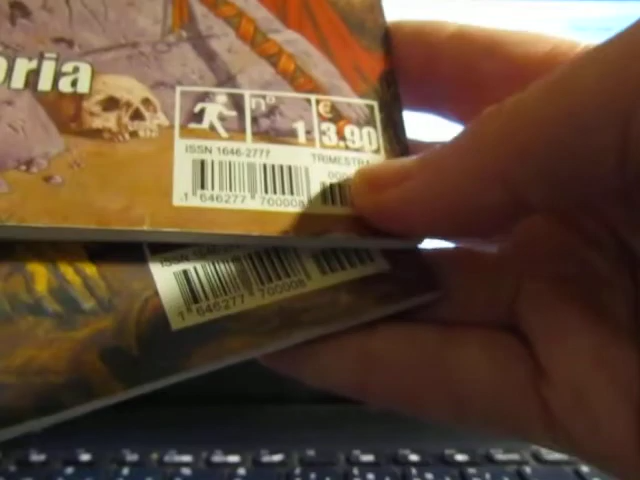 oria
nº 1 € 3.90
ISSN 1646-2777 TRIMESTRA
1 646277 700008
1 646277 700008